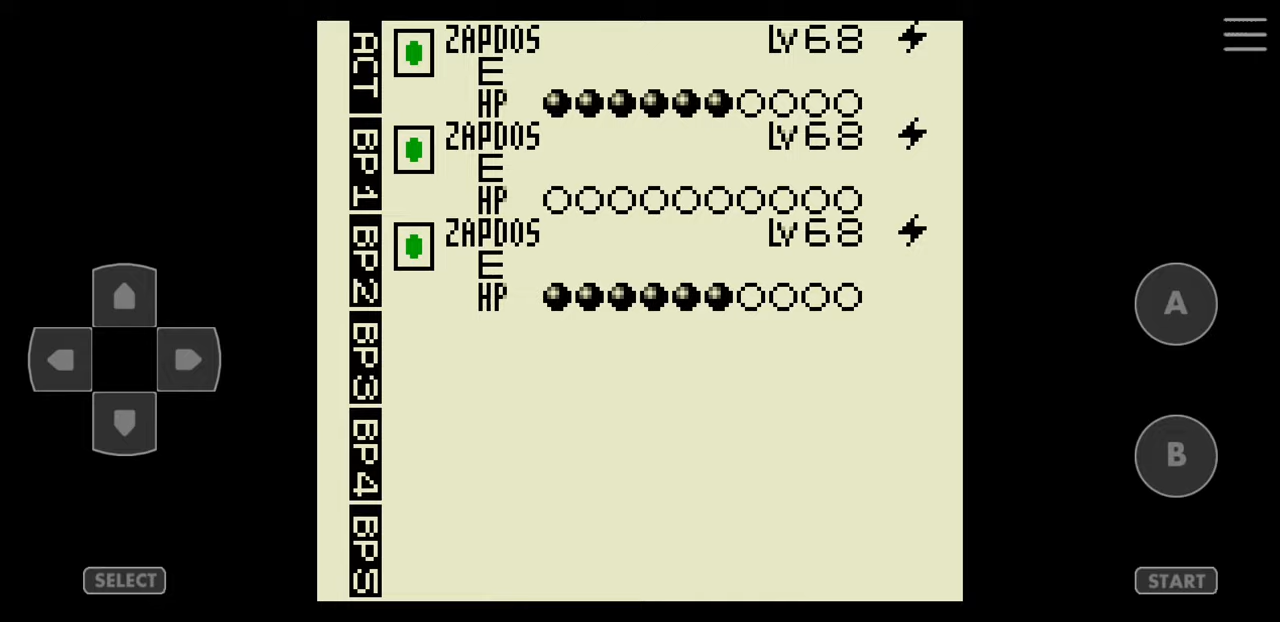 ACT
ZAPDOS Lv68
E
HP
BP1
ZAPDOS Lv68
E
HP
BP2
ZAPDOS Lv68
E
HP
BP3
BP4
BP5
A
B
SELECT
START